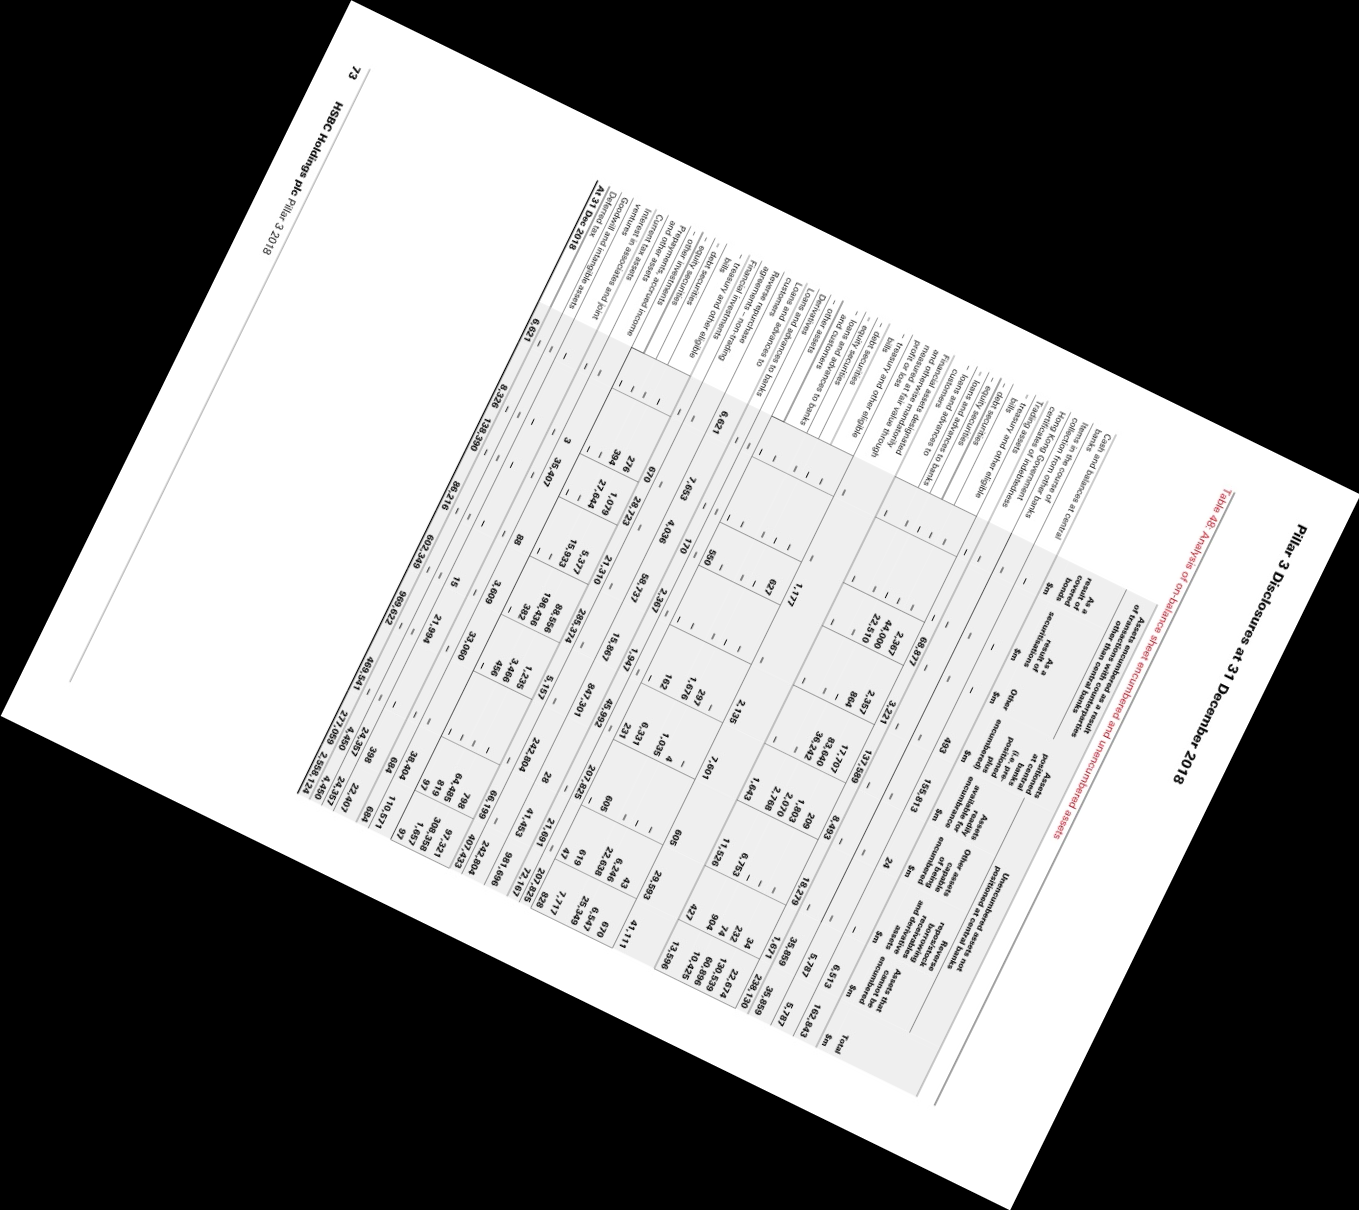 Pillar 3 Disclosures at 31 December 2018
Table 48: Analysis of on-balance sheet encumbered and unencumbered assets
Assets encumbered as a result of transactions with counterparties other than central banks
Assets positioned at central banks (i.e. pre-positioned plus encumbered)
Unencumbered assets not positioned at central banks
Total
As a result of covered bonds
As a result of securitisations
Other
Assets readily available for encumbrance
Other assets capable of being encumbered
Reverse repos/stock borrowing receivables and derivatives assets
Assets that cannot be encumbered
$m $m $m $m $m $m $m $m $m
Cash and balances at central banks – – – 493 155,813 24 – 6,513 162,843
Items in the course of collection from other banks – – – – – – – 5,787 5,787
Hong Kong Government certificates of indebtedness – – – – – – – 35,859 35,859
Trading assets – – 68,877 3,221 137,589 8,493 18,279 1,671 238,130
– treasury and other eligible bills – – 2,367 2,357 17,707 209 – 34 22,674
– debt securities – – 44,000 864 83,640 1,803 – 232 130,539
– equity securities – – 22,510 – 36,242 2,070 – 74 60,896
– loans and advances to banks – – – – – 2,768 6,753 904 10,425
– loans and advances to customers – – – – – 1,643 11,526 427 13,596
Financial assets designated and otherwise mandatorily measured at fair value through profit or loss – – 1,177 – 2,135 7,601 605 29,593 41,111
– treasury and other eligible bills – – 627 – – – – 43 670
– debt securities – – – – 297 4 – 6,246 6,547
– equity securities – – – – 1,676 1,035 – 22,638 25,349
– loans and advances to banks and customers – – – – 162 6,331 605 619 7,717
– other assets – – 550 – – 231 – 47 828
Derivatives – – – – – – 207,825 – 207,825
Loans and advances to banks – – 170 2,367 1,947 45,992 – 21,691 72,167
Loans and advances to customers 6,621 7,653 4,036 58,737 15,867 847,301 28 41,453 981,696
Reverse repurchase agreements – non-trading – – – – – – 242,804 – 242,804
Financial investments – 670 28,723 21,310 285,374 5,157 – 66,199 407,433
– treasury and other eligible bills – 276 1,079 5,377 88,556 1,235 – 798 97,321
– debt securities – 394 27,644 15,933 196,436 3,466 – 64,485 308,358
– equity securities – – – – 382 456 – 819 1,657
– other investments – – – – – – – 97 97
Prepayments, accrued income and other assets – 3 35,407 88 3,609 33,060 – 38,404 110,571
Current tax assets – – – – – – – 684 684
Interest in associates and joint ventures – – – – 15 21,994 – 398 22,407
Goodwill and intangible assets – – – – – – – 24,357 24,357
Deferred tax – – – – – – – 4,450 4,450
At 31 Dec 2018 6,621 8,326 138,390 86,216 602,349 969,622 469,541 277,059 2,558,124
73 HSBC Holdings plc Pillar 3 2018